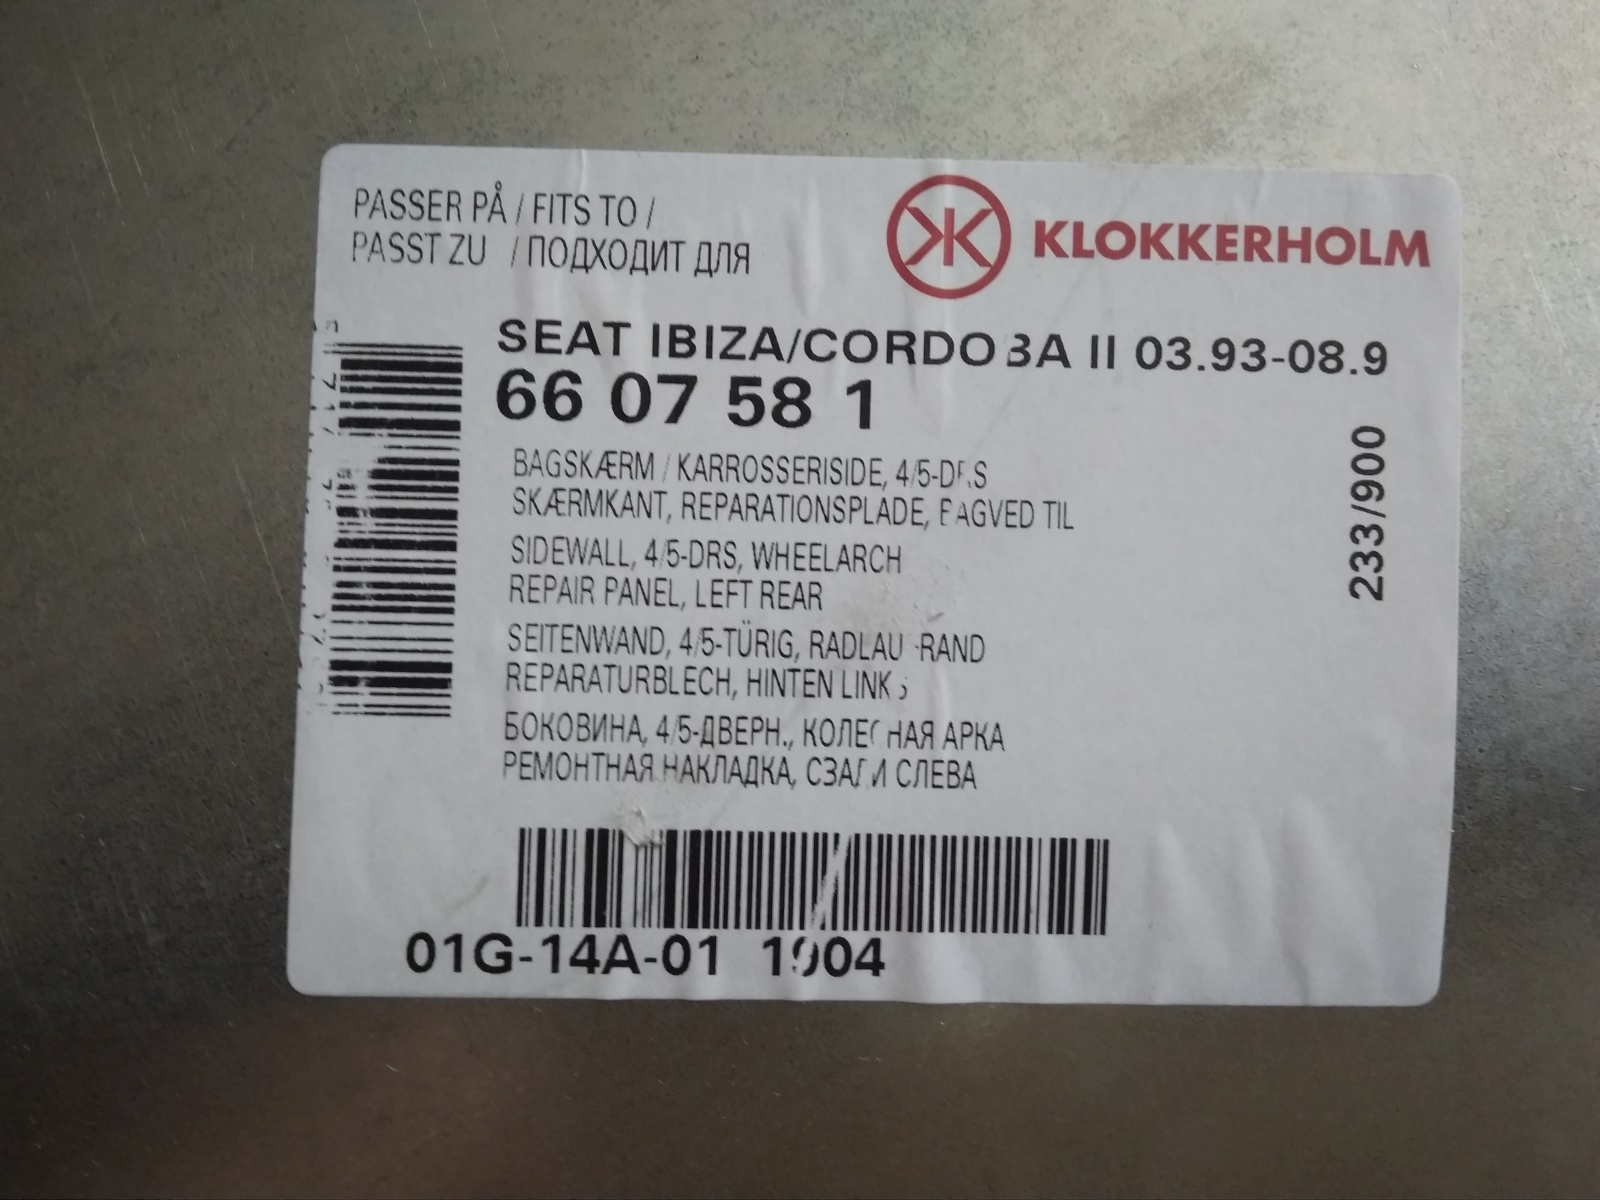 PASSER PÅ / FITS TO /
PASST ZU / ПОДХОДИТ ДЛЯ
KLOKKERHOLM
SEAT IBIZA/CORDOBA II 03.93-08.9
66 07 58 1
BAGSKÆRM / KARROSSERISIDE, 4/5-DRS
SKÆRMKANT, REPARATIONSPLADE, BAGVED TIL
SIDEWALL, 4/5-DRS, WHEELARCH
REPAIR PANEL, LEFT REAR
SEITENWAND, 4/5-TÜRIG, RADLAU -RAND
REPARATURBLECH, HINTEN LINKS
БОКОВИНА, 4/5-ДВЕРН., КОЛЕСНАЯ АРКА
РЕМОНТНАЯ НАКЛАДКА, СЗАДИ СЛЕВА
233/900
01G-14A-01 1904